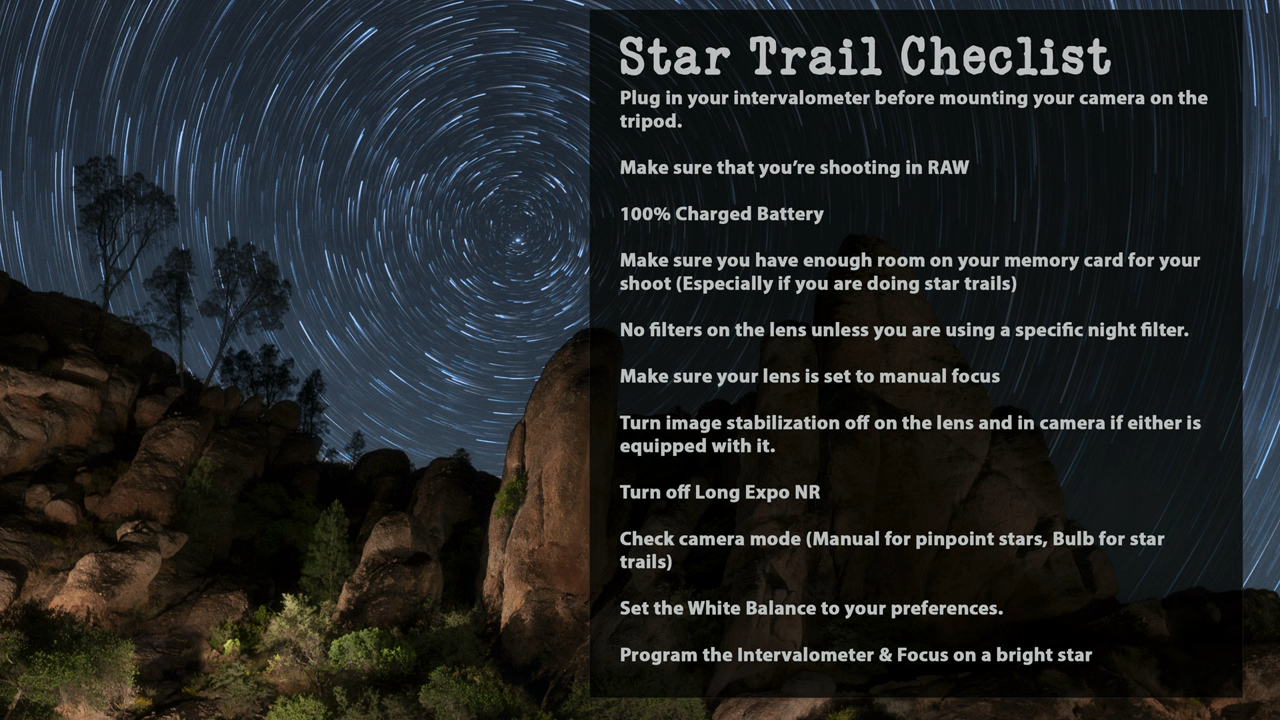 Star Trail Checlist
Plug in your intervalometer before mounting your camera on the
tripod.
Make sure that you’re shooting in RAW
100% Charged Battery
Make sure you have enough room on your memory card for your
shoot (Especially if you are doing star trails)
No filters on the lens unless you are using a specific night filter.
Make sure your lens is set to manual focus
Turn image stabilization off on the lens and in camera if either is
equipped with it.
Turn off Long Expo NR
Check camera mode (Manual for pinpoint stars, Bulb for star
trails)
Set the White Balance to your preferences.
Program the Intervalometer & Focus on a bright star